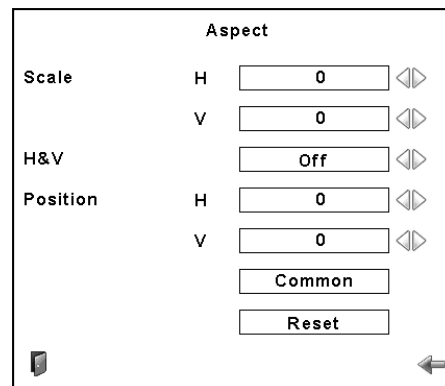 Aspect
Scale H 0
V 0
H&V Off
Position H 0
V 0
Common
Reset